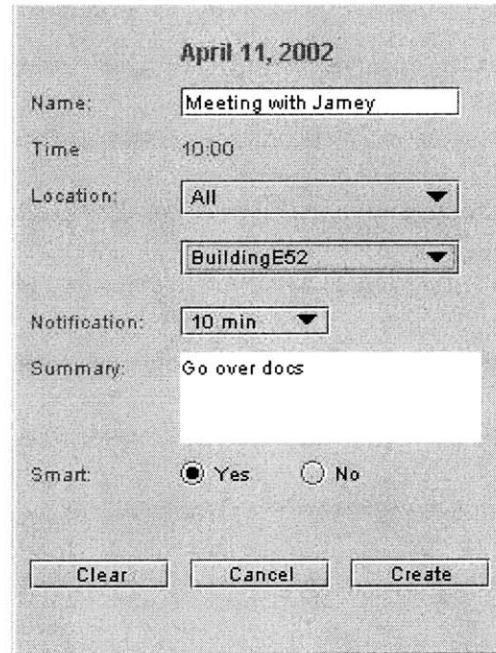 April 11, 2002
Name: Meeting with Jamey
Time 10:00
Location: All
BuildingE52
Notification: 10 min
Summary: Go over docs
Smart: Yes No
Clear Cancel Create